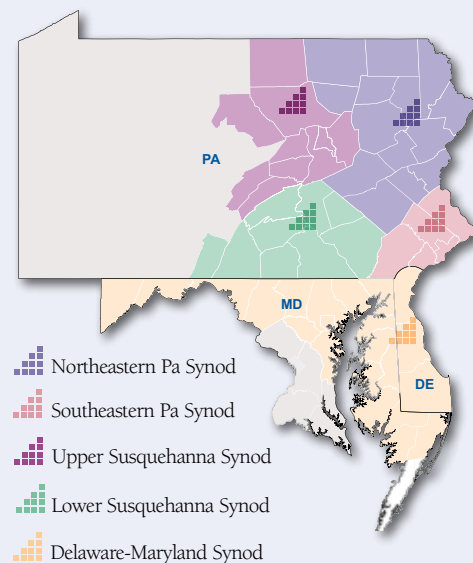 PA
MD
DE
Northeastern Pa Synod
Southeastern Pa Synod
Upper Susquehanna Synod
Lower Susquehanna Synod
Delaware-Maryland Synod